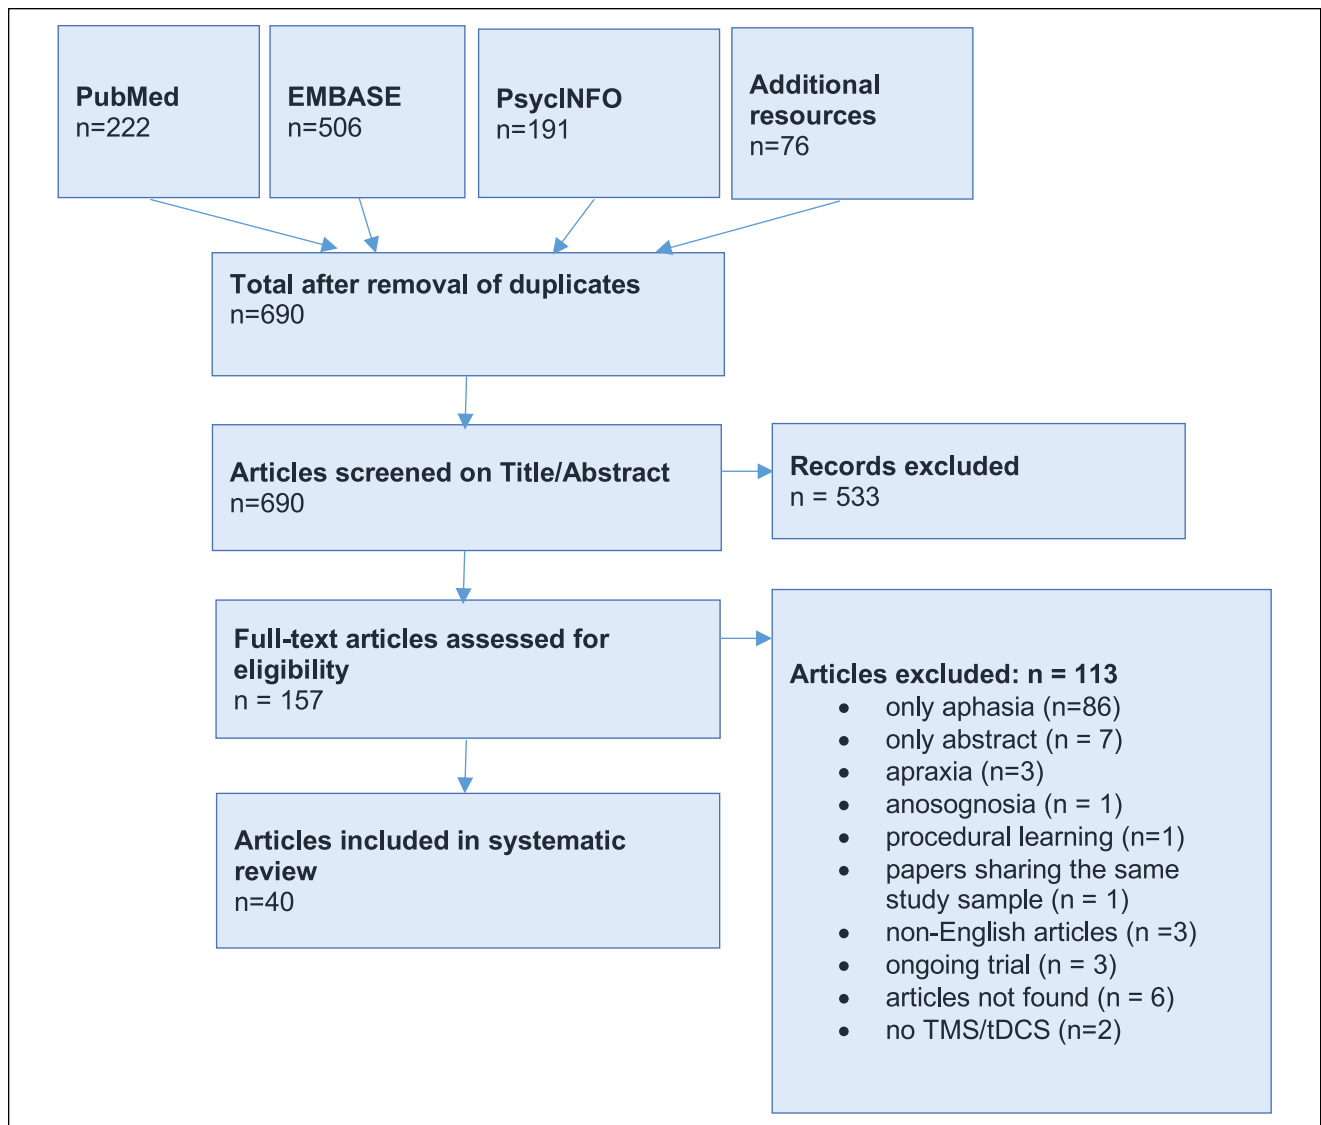 PubMed
n=222
EMBASE
n=506
PsycINFO
n=191
Additional
resources
n=76
Total after removal of duplicates
n=690
Articles screened on Title/Abstract
n=690
Records excluded
n = 533
Full-text articles assessed for
eligibility
n = 157
Articles excluded: n = 113
• only aphasia (n=86)
• only abstract (n = 7)
• apraxia (n=3)
• anosognosia (n = 1)
• procedural learning (n=1)
• papers sharing the same
study sample (n = 1)
• non-English articles (n =3)
• ongoing trial (n = 3)
• articles not found (n = 6)
• no TMS/tDCS (n=2)
Articles included in systematic
review
n=40